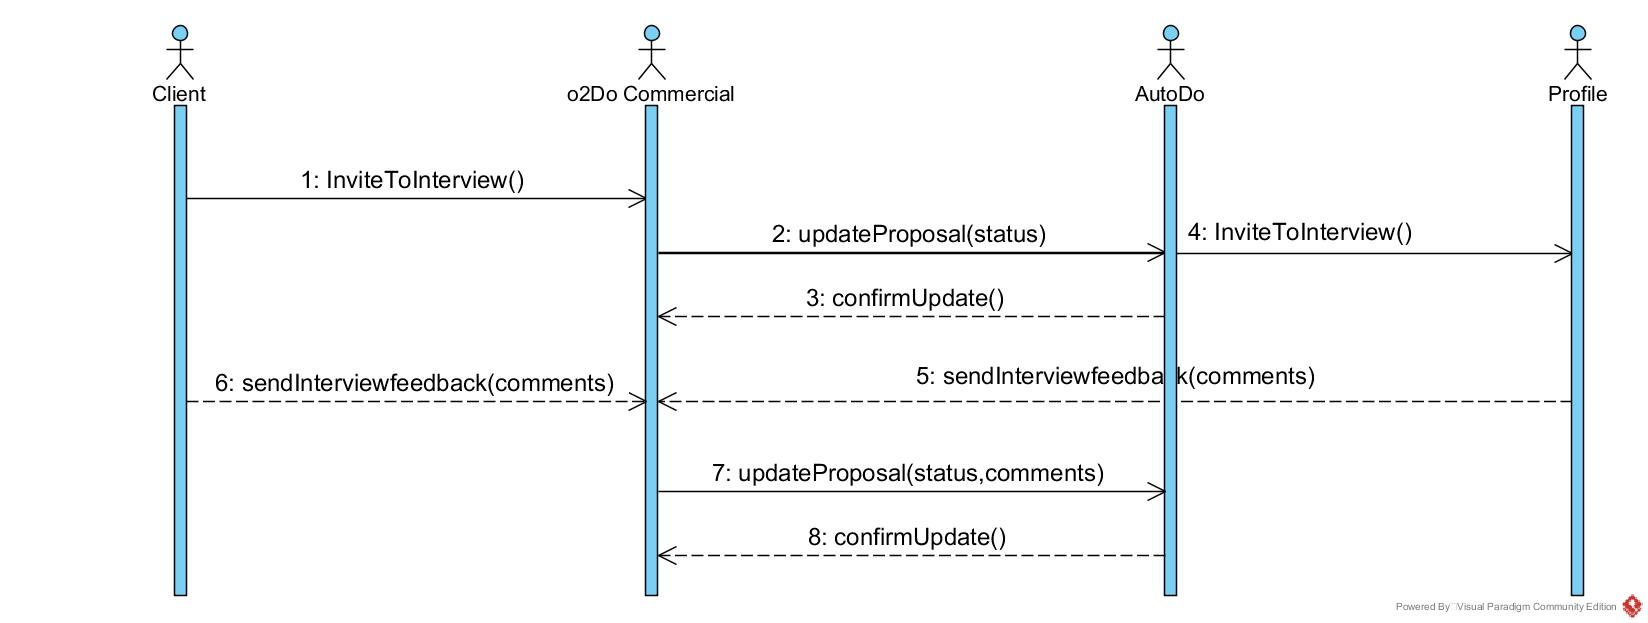 Client
o2Do Commercial
AutoDo
Profile
1: InviteToInterview()
2: updateProposal(status)
4: InviteToInterview()
3: confirmUpdate()
6: sendInterviewfeedback(comments)
5: sendInterviewfeedback(comments)
7: updateProposal(status,comments)
8: confirmUpdate()
Powered By Visual Paradigm Community Edition